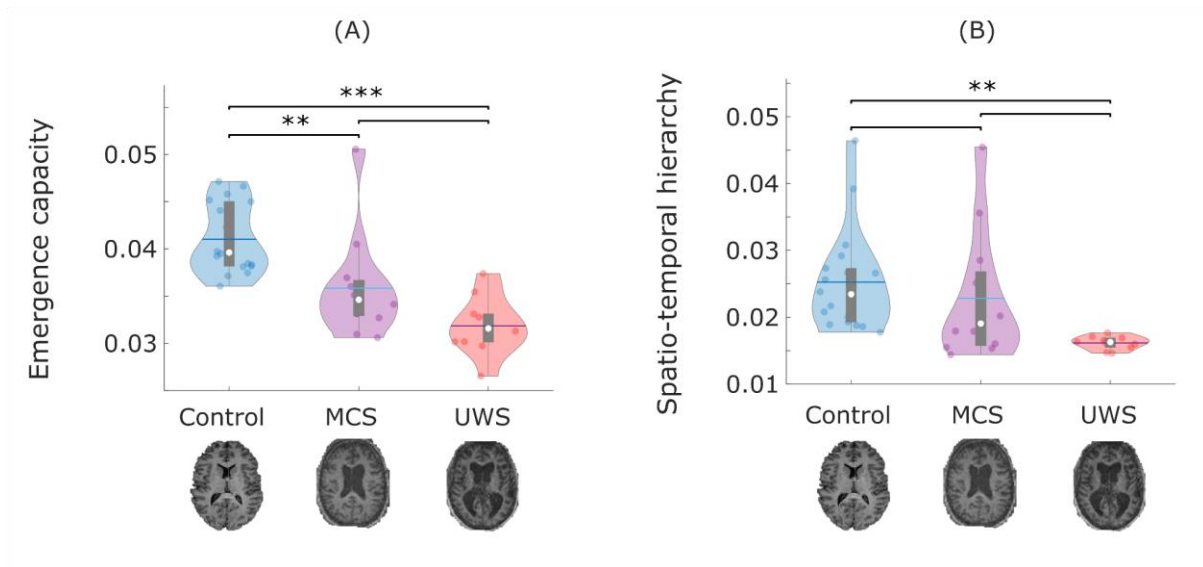 (A)
Emergence capacity
***
**
0.05
0.04
0.03
Control MCS UWS
(B)
Spatio-temporal hierarchy
**
0.05
0.04
0.03
0.02
0.01
Control MCS UWS